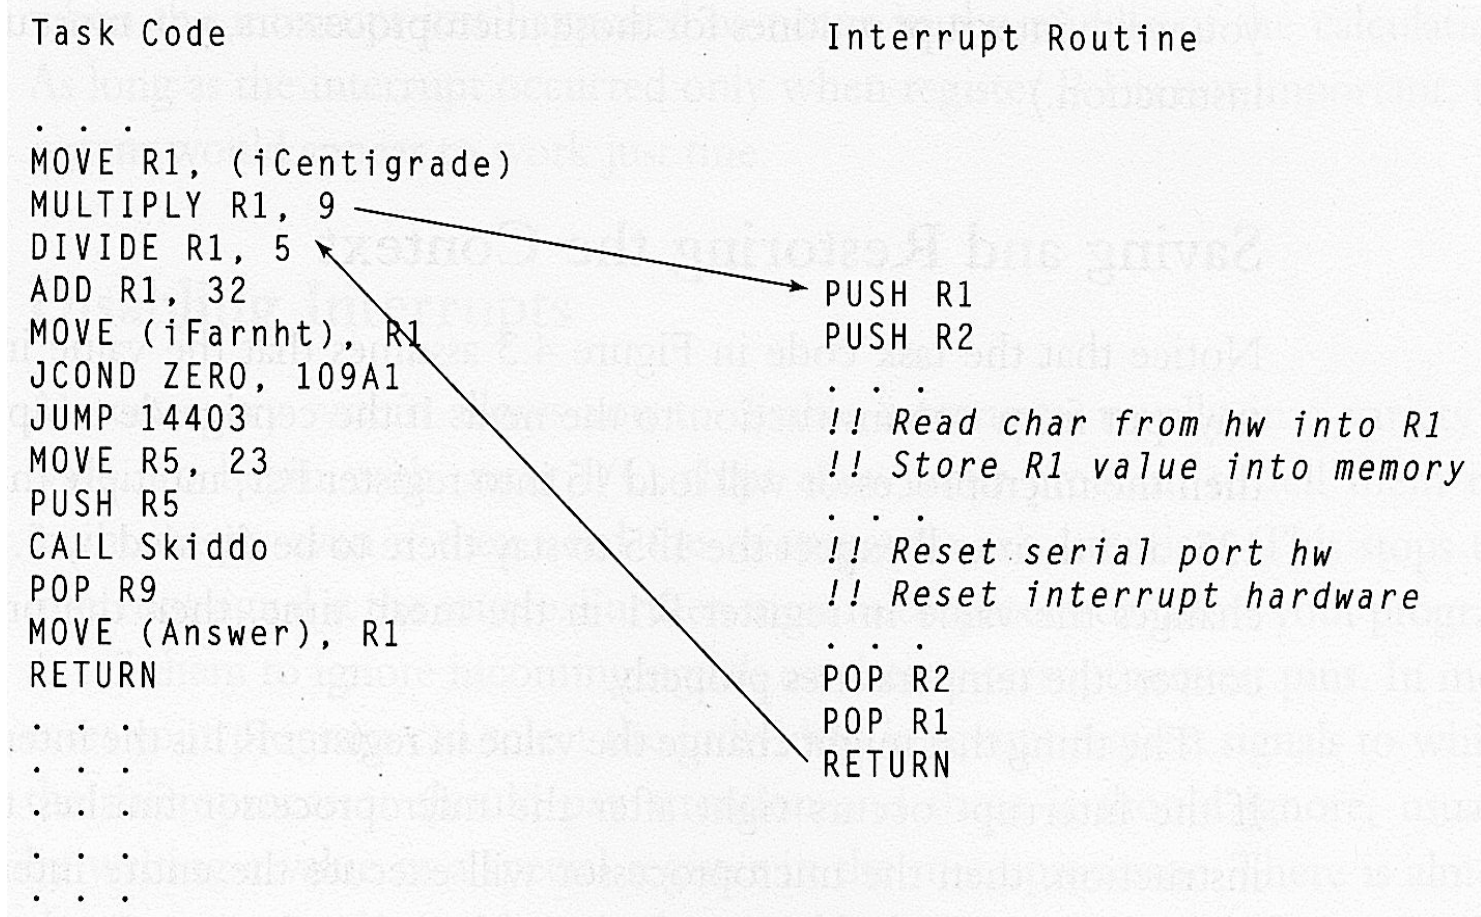 Task Code
. . .
MOVE R1, (iCentigrade)
MULTIPLY R1, 9
DIVIDE R1, 5
ADD R1, 32
MOVE (iFarnht), R1
JCOND ZERO, 109A1
JUMP 14403
MOVE R5, 23
PUSH R5
CALL Skiddo
POP R9
MOVE (Answer), R1
RETURN
. . .
. . .
. . .
. . .
. . .
Interrupt Routine
PUSH R1
PUSH R2
. . .
!! Read char from hw into R1
!! Store R1 value into memory
. . .
!! Reset serial port hw
!! Reset interrupt hardware
. . .
POP R2
POP R1
RETURN